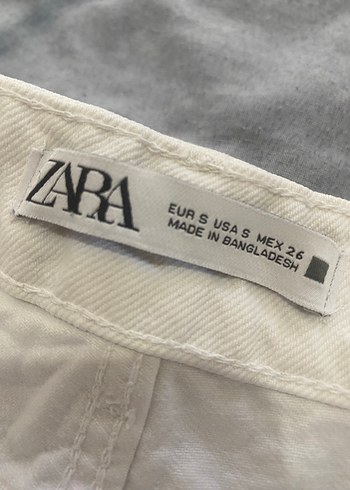 ZARA
EUR S USA S MEX 26
MADE IN BANGLADESH